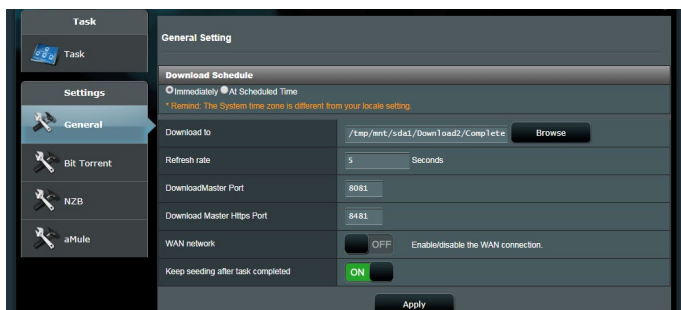 Task
Task
Settings
General
Bit Torrent
NZB
aMule
General Setting
Download Schedule
Immediately At Scheduled Time
* Remind: The System time zone is different from your locale setting.
Download to /tmp/mnt/sda1/Download2/Complete Browse
Refresh rate 5 Seconds
DownloadMaster Port 8081
Download Master Https Port 8481
WAN network OFF Enable/disable the WAN connection.
Keep seeding after task completed ON
Apply